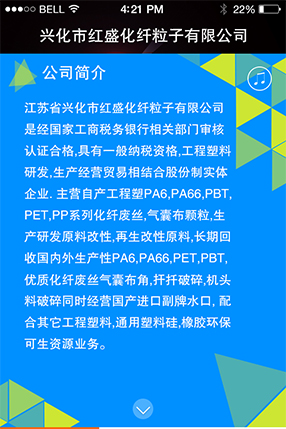 BELL 4:21 PM 22%
兴化市红盛化纤粒子有限公司
公司简介
江苏省兴化市红盛化纤粒子有限公司
是经国家工商税务银行相关部门审核
认证合格,具有一般纳税资格,工程塑料
研发,生产经营贸易相结合股份制实体
企业. 主营自产工程塑PA6,PA66,PBT,
PET,PP系列化纤废丝,气囊布颗粒,生
产研发原料改性,再生改性原料,长期回
收国内外生产性PA6,PA66,PET,PBT,
优质化纤废丝气囊布角,扦扦破碎,机头
料破碎同时经营国产进口副牌水口, 配
合其它工程塑料,通用塑料硅,橡胶环保
可生资源业务。